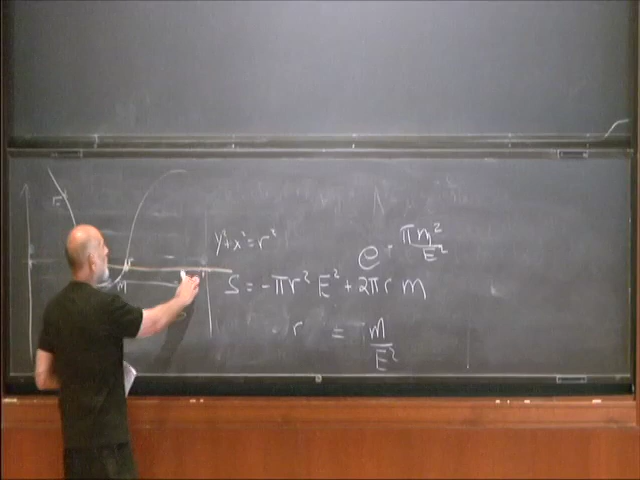 E
M
y²+x²=r²
e^{-πm²/E²}
S = -πr² E² + 2πr m
r = m/E²